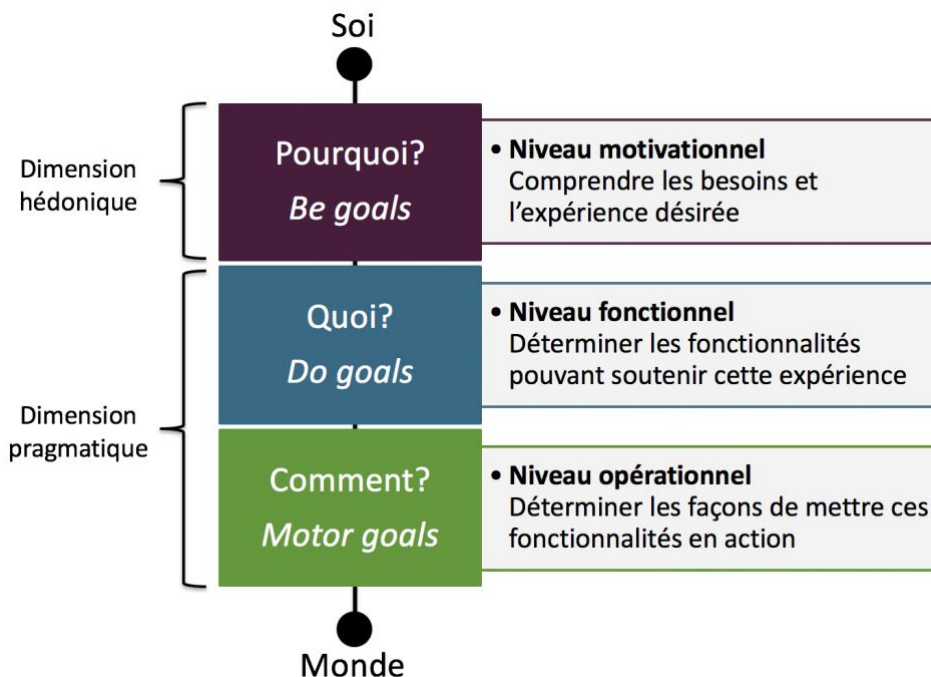 Soi
Dimension
hédonique
Pourquoi?
Be goals
• Niveau motivationnel
Comprendre les besoins et
l’expérience désirée
Dimension
pragmatique
Quoi?
Do goals
• Niveau fonctionnel
Déterminer les fonctionnalités
pouvant soutenir cette expérience
Comment?
Motor goals
• Niveau opérationnel
Déterminer les façons de mettre ces
fonctionnalités en action
Monde